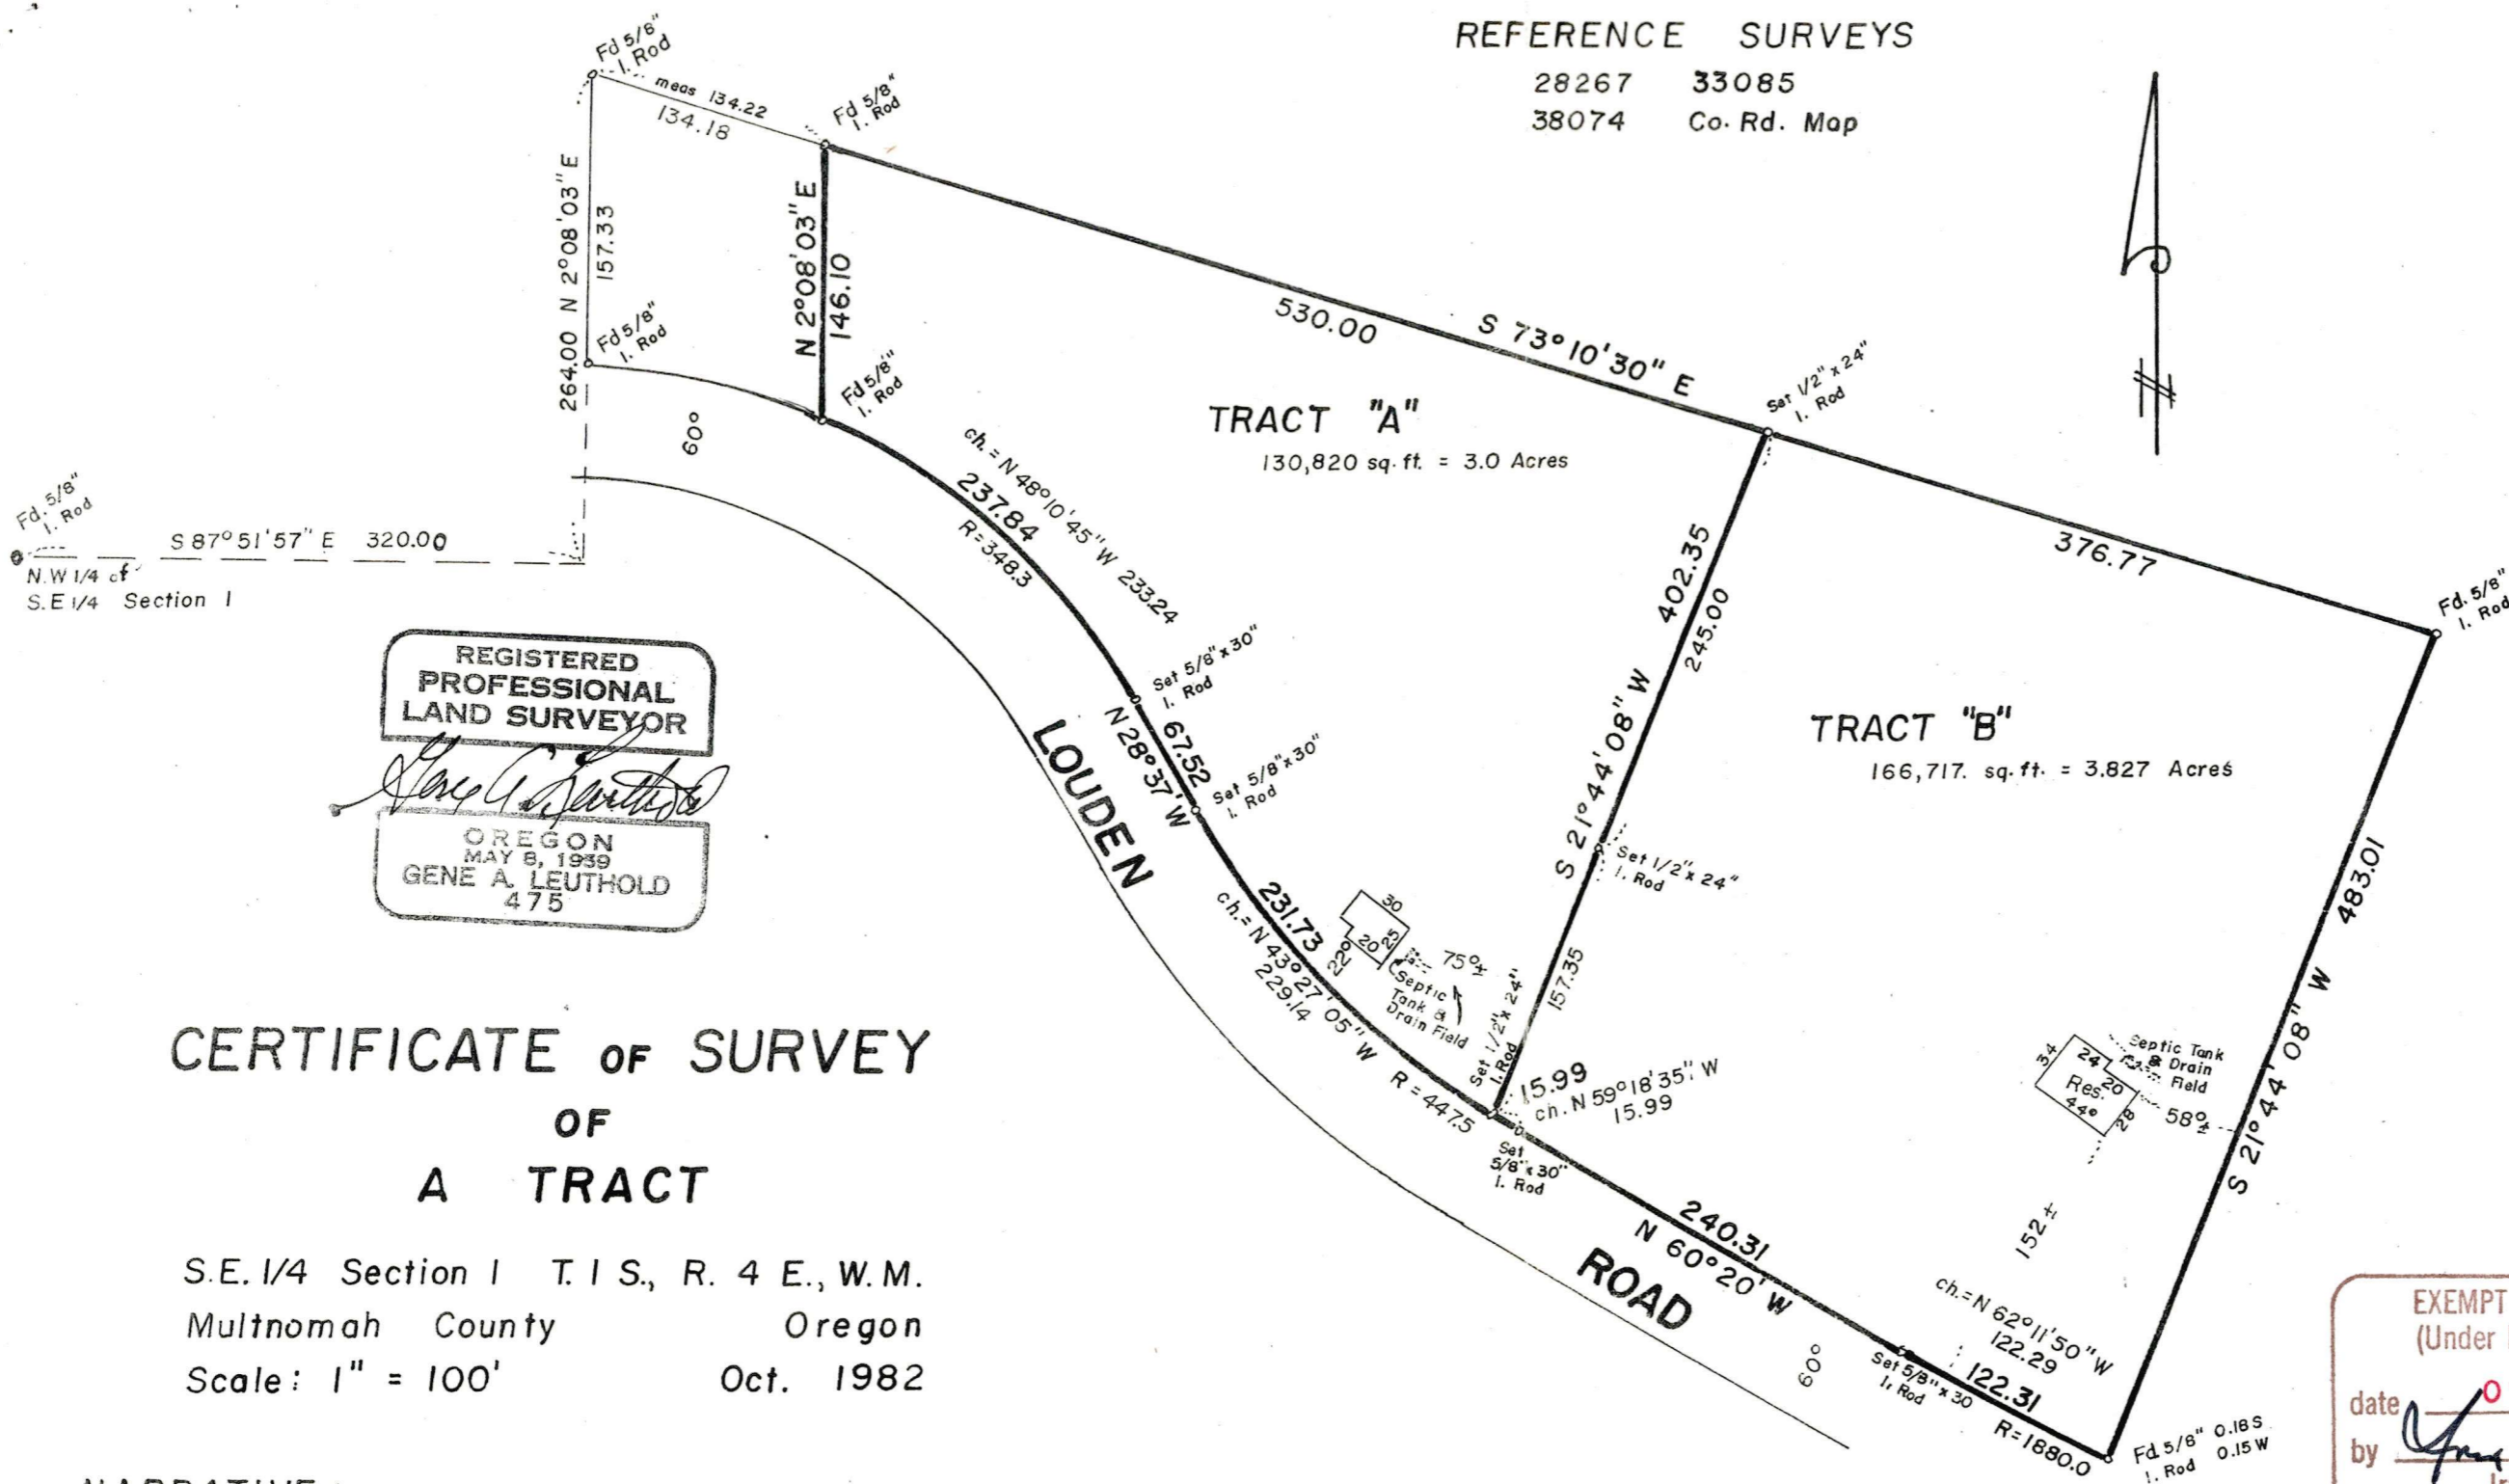 REFERENCE SURVEYS
28267 33085
38074 Co. Rd. Map
Fd 5/8"
I. Rod
meas 134.22
134.18
Fd 5/8"
I. Rod
264.00 N 2°08'03" E
157.33
Fd 5/8"
I. Rod
N 2°08'03" E
146.10
Fd 5/8"
I. Rod
60°
530.00
S 73°10'30" E
Set 1/2" x 24"
I. Rod
TRACT "A"
130,820 sq. ft. = 3.0 Acres
ch. = N 48°10'45" W 233.24
237.84
R=348.3
Fd. 5/8"
I. Rod
S 87°51'57" E 320.00
N.W 1/4 of
S.E 1/4 Section 1
376.77
Fd. 5/8"
I. Rod
S 21°44'08" W 402.35
245.00
REGISTERED
PROFESSIONAL
LAND SURVEYOR
OREGON
MAY 8, 1959
GENE A. LEUTHOLD
475
Set 5/8" x 30"
I. Rod
67.52
N 28°37' W
Set 5/8" x 30"
I. Rod
LOUDEN
TRACT "B"
166,717. sq. ft. = 3.827 Acres
Set 1/2" x 24"
I. Rod
157.35
231.73
ch. = N 43°27'05" W
229.14
R = 447.5
30
20
25
22°
75°±
Septic
Tank &
Drain Field
Set 1/2" x 24"
I. Rod
15.99
ch. N 59°18'35" W
15.99
Set
5/8" x 30"
I. Rod
S 21°44'08" W 483.01
34
24
20
Res.
44°
28
Septic Tank
& Drain
Field
58°±
152±
CERTIFICATE OF SURVEY
OF
A TRACT
S.E. 1/4 Section 1 T. 1 S., R. 4 E., W.M.
Multnomah County Oregon
Scale: 1" = 100' Oct. 1982
240.31
N 60°20' W
ROAD
60°
ch. = N 62°11'50" W
122.29
Set 5/8" x 30
I. Rod
122.31
R=1880.0
Fd. 5/8" 0.18 S
I. Rod 0.15 W
EXEMPT
(Under
date
by
NARRATIVE